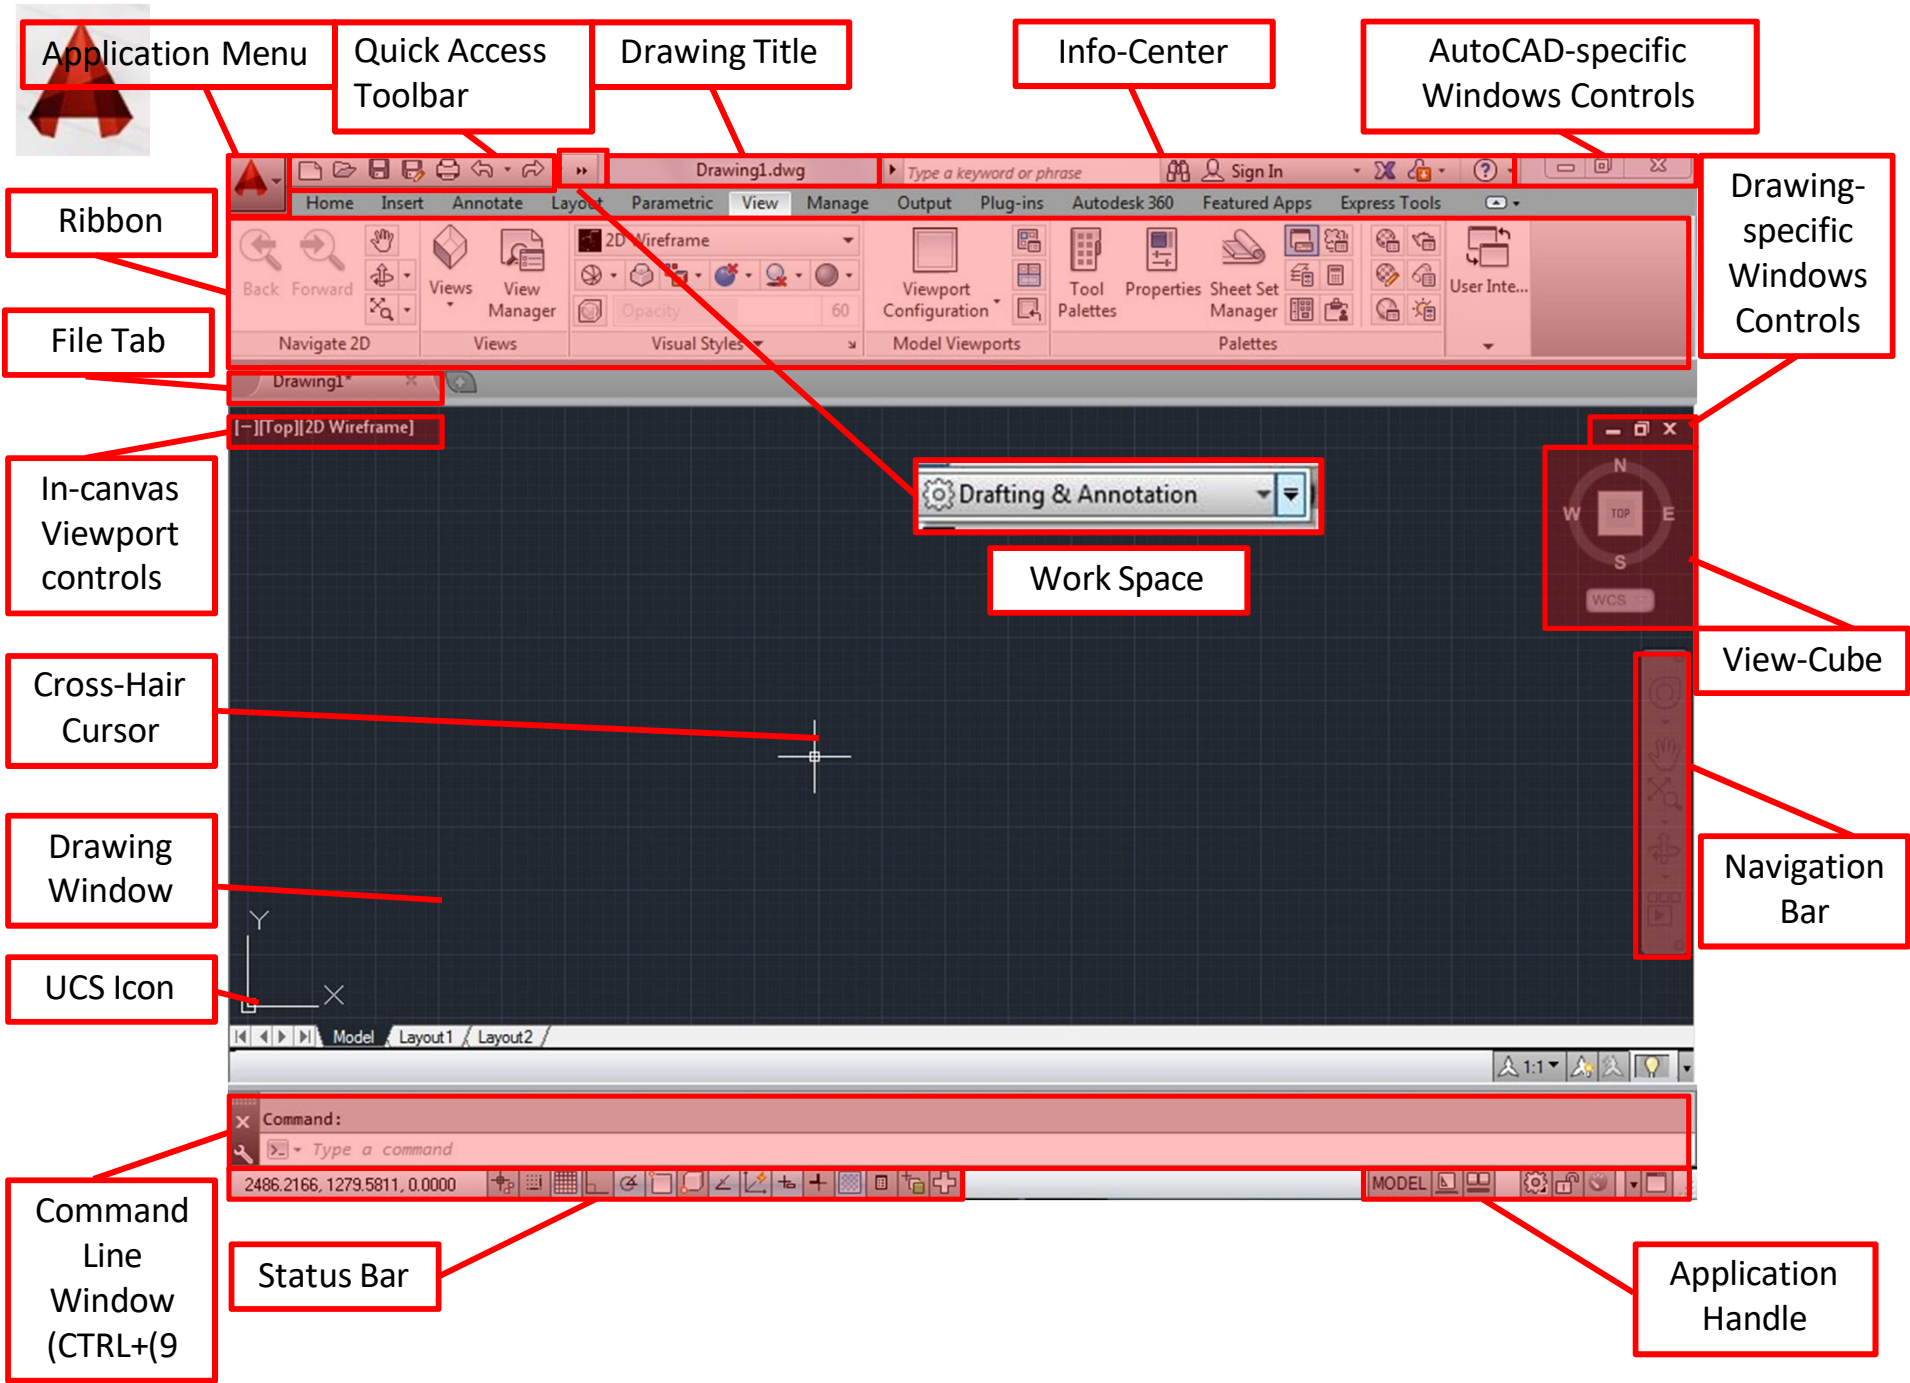 Application Menu
Quick Access
Toolbar
Drawing Title
Info-Center
AutoCAD-specific
Windows Controls
Drawing1.dwg
Type a keyword or phrase
Sign In
Home Insert Annotate Layout Parametric View Manage Output Plug-ins Autodesk 360 Featured Apps Express Tools
Ribbon
Drawing-
specific
Windows
Controls
2D Wireframe
Back Forward
Views
View
Manager
Opacity 60
Viewport
Configuration
Tool
Palettes
Properties
Sheet Set
Manager
User Inte...
Navigate 2D Views Visual Styles Model Viewports Palettes
File Tab
Drawing1*
[−][Top][2D Wireframe]
In-canvas
Viewport
controls
Drafting & Annotation
Work Space
N
W TOP E
S
WCS
View-Cube
Cross-Hair
Cursor
Drawing
Window
Navigation
Bar
Y
UCS Icon
X
Model Layout1 Layout2
1:1
Command:
Type a command
2486.2166, 1279.5811, 0.0000
MODEL
Command
Line
Window
(CTRL+(9
Status Bar
Application
Handle